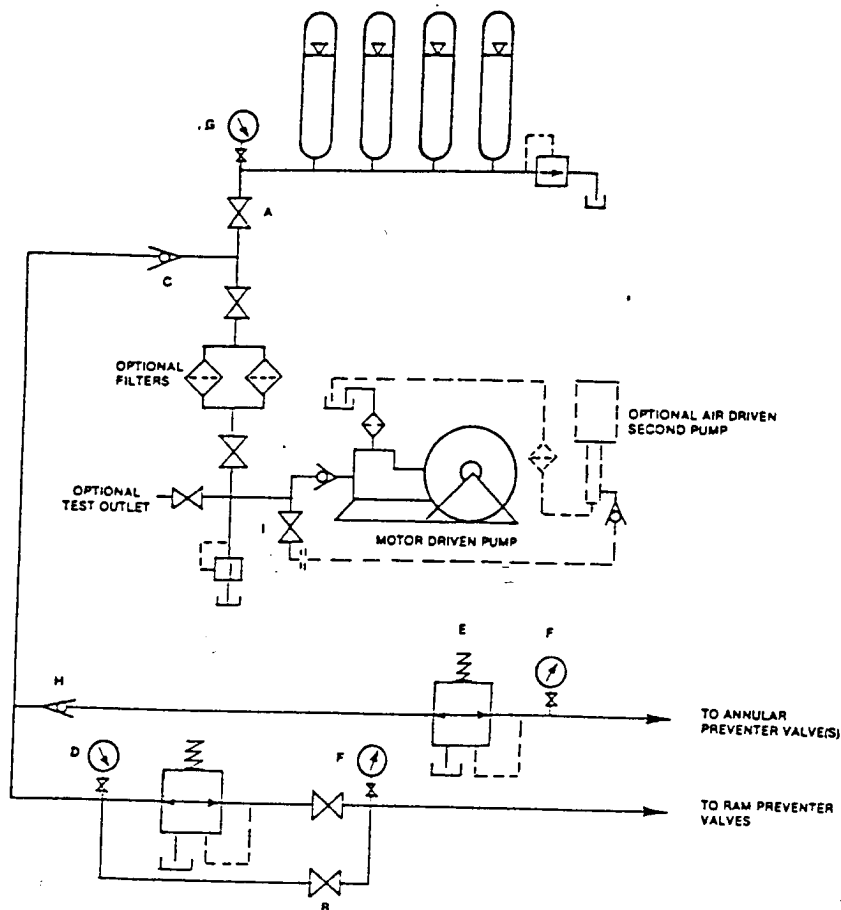 G
A
C
OPTIONAL
FILTERS
OPTIONAL AIR DRIVEN
SECOND PUMP
OPTIONAL
TEST OUTLET
I
MOTOR DRIVEN PUMP
E
F
H
TO ANNULAR
PREVENTER VALVE(S)
D
F
TO RAM PREVENTER
VALVES
B